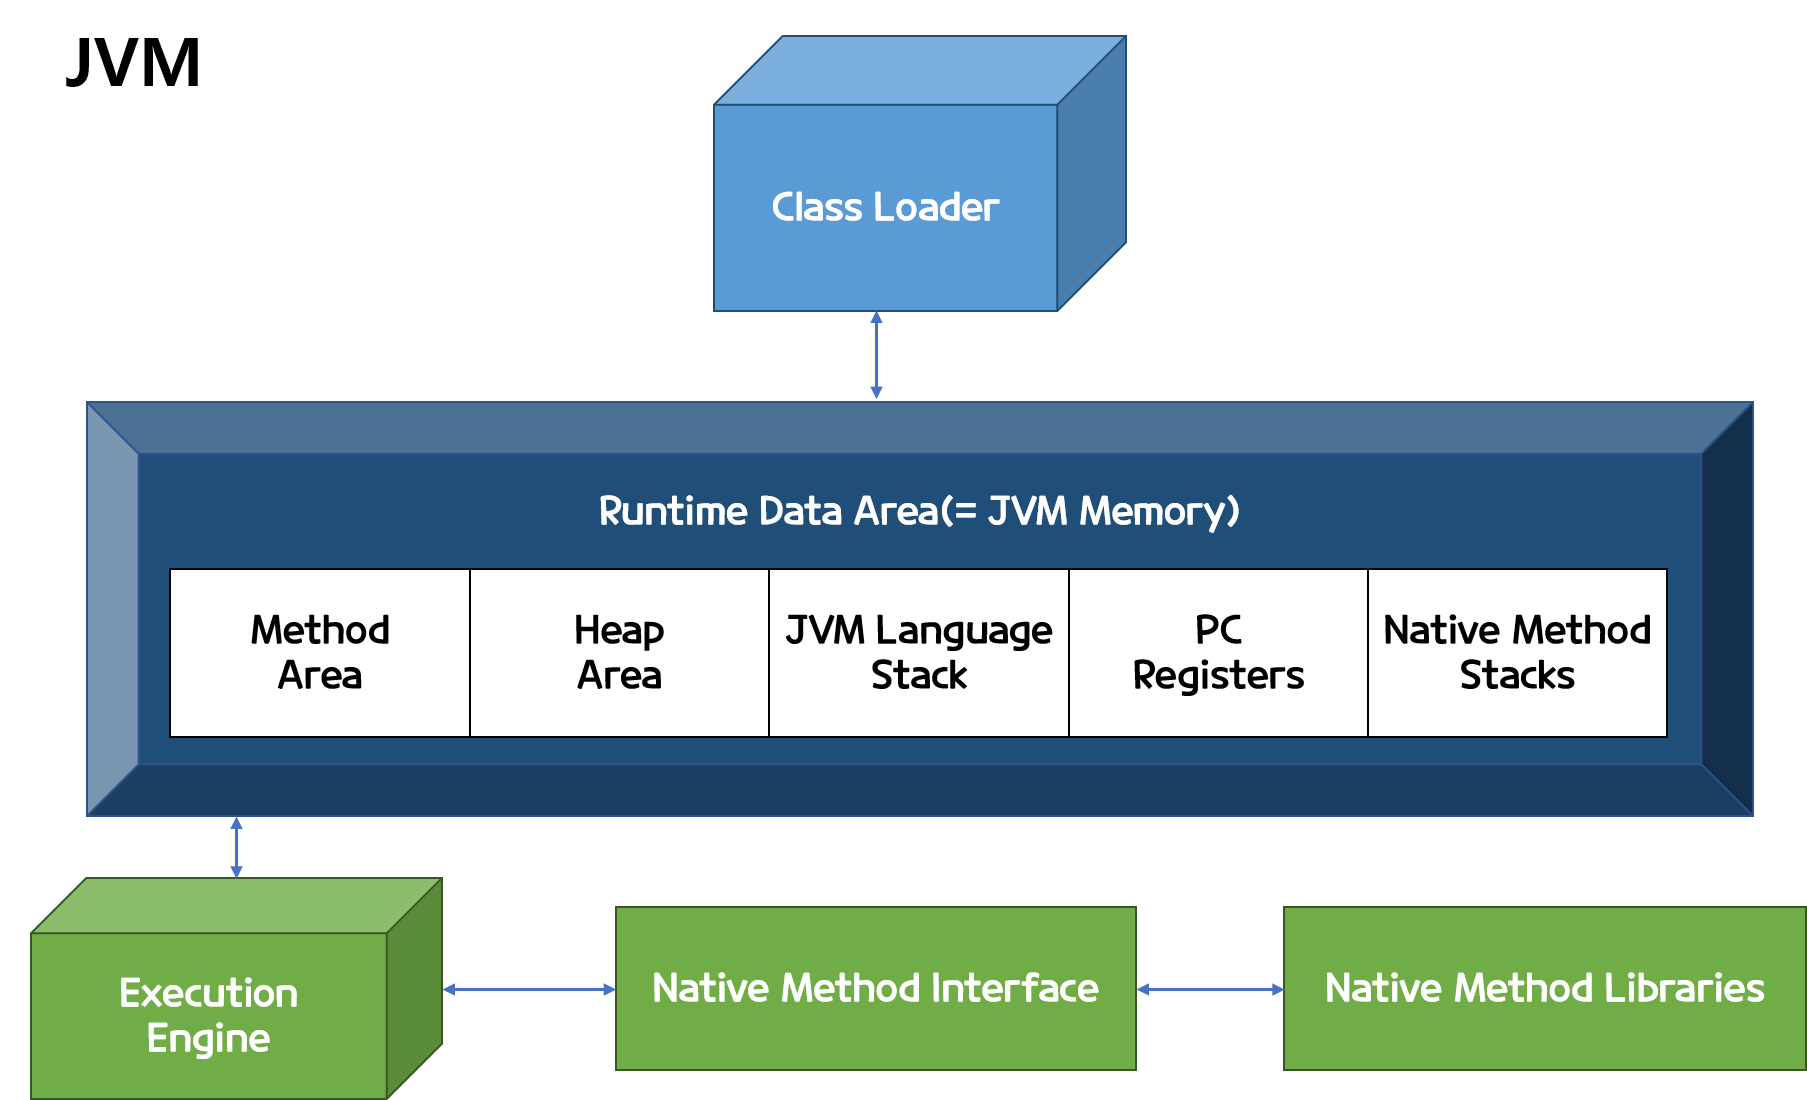 JVM
Class Loader
Runtime Data Area(= JVM Memory)
Method
Area
Heap
Area
JVM Language
Stack
PC
Registers
Native Method
Stacks
Execution
Engine
Native Method Interface
Native Method Libraries